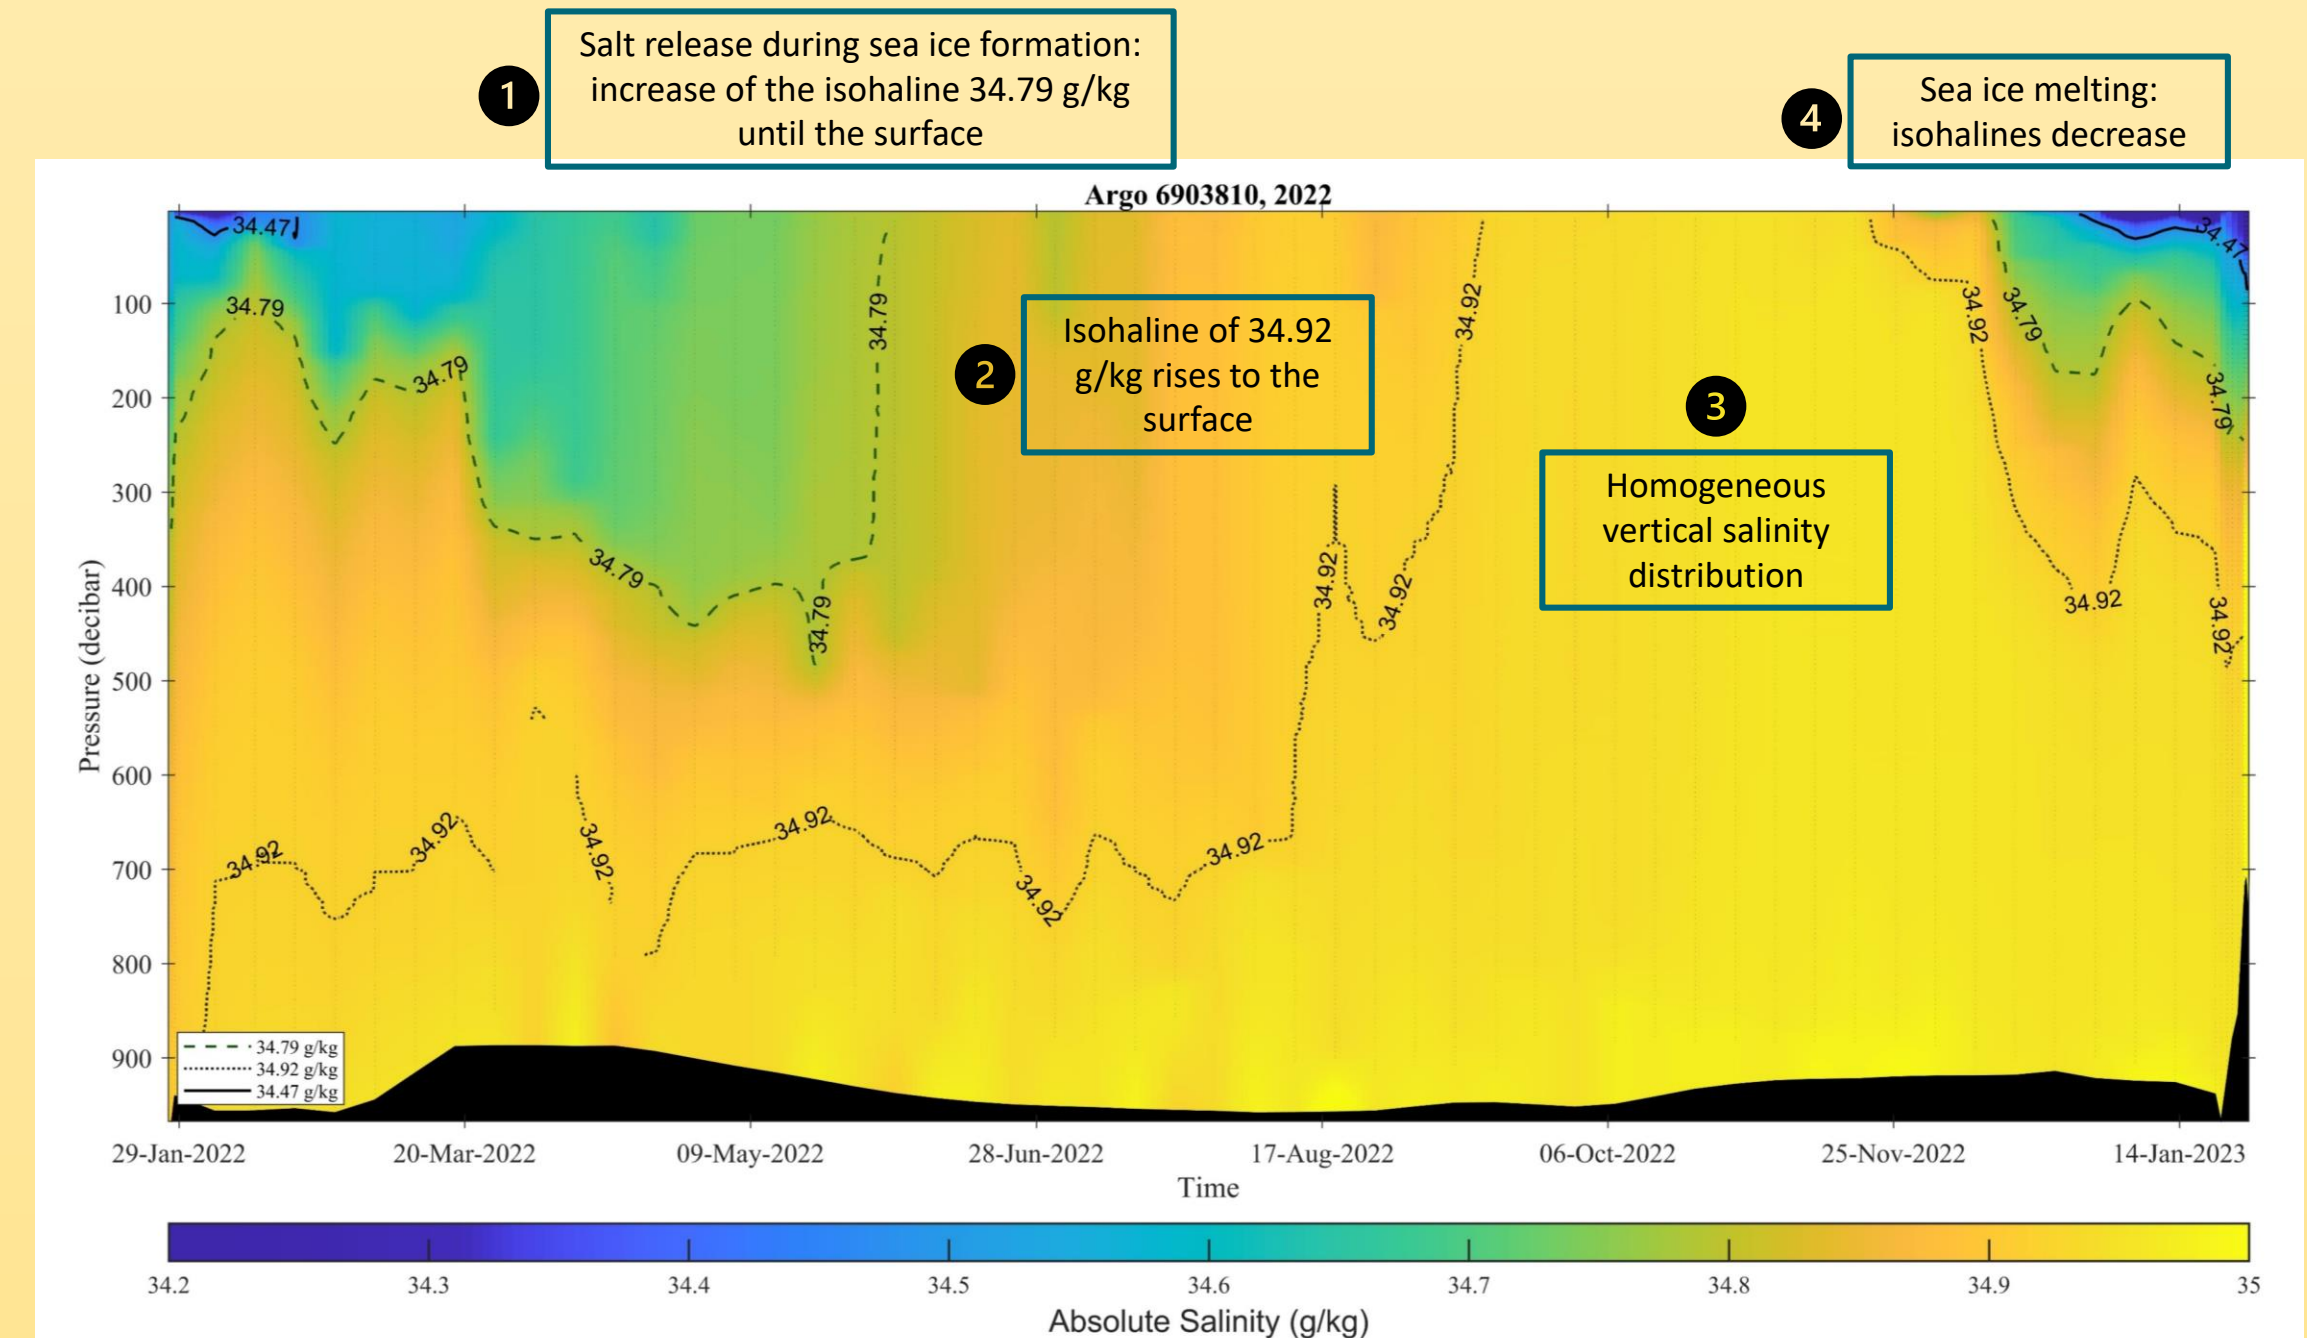 1
Salt release during sea ice formation:
increase of the isohaline 34.79 g/kg
until the surface
4
Sea ice melting:
isohalines decrease
Argo 6903810, 2022
34.47
34.47
34.79
34.79
34.79
34.79
34.79
34.79
34.79
2
Isohaline of 34.92
g/kg rises to the
surface
3
Homogeneous
vertical salinity
distribution
34.92
34.92
34.92
34.92
34.92
34.92
34.92
34.92
34.92
34.92
34.92
34.92
Pressure (decibar)
100
200
300
400
500
600
700
800
900
34.79 g/kg
34.92 g/kg
34.47 g/kg
29-Jan-2022
20-Mar-2022
09-May-2022
28-Jun-2022
17-Aug-2022
06-Oct-2022
25-Nov-2022
14-Jan-2023
Time
34.2
34.3
34.4
34.5
34.6
34.7
34.8
34.9
35
Absolute Salinity (g/kg)